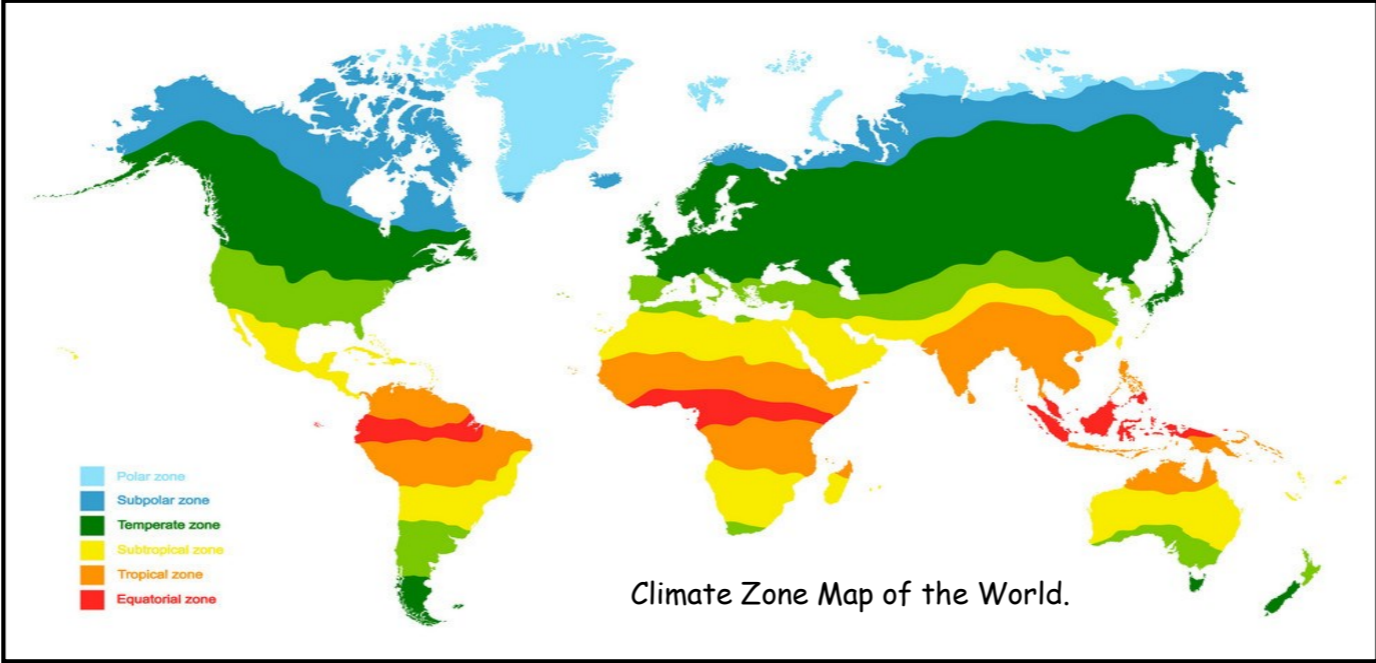 Polar zone
Subpolar zone
Temperate zone
Subtropical zone
Tropical zone
Equatorial zone
Climate Zone Map of the World.